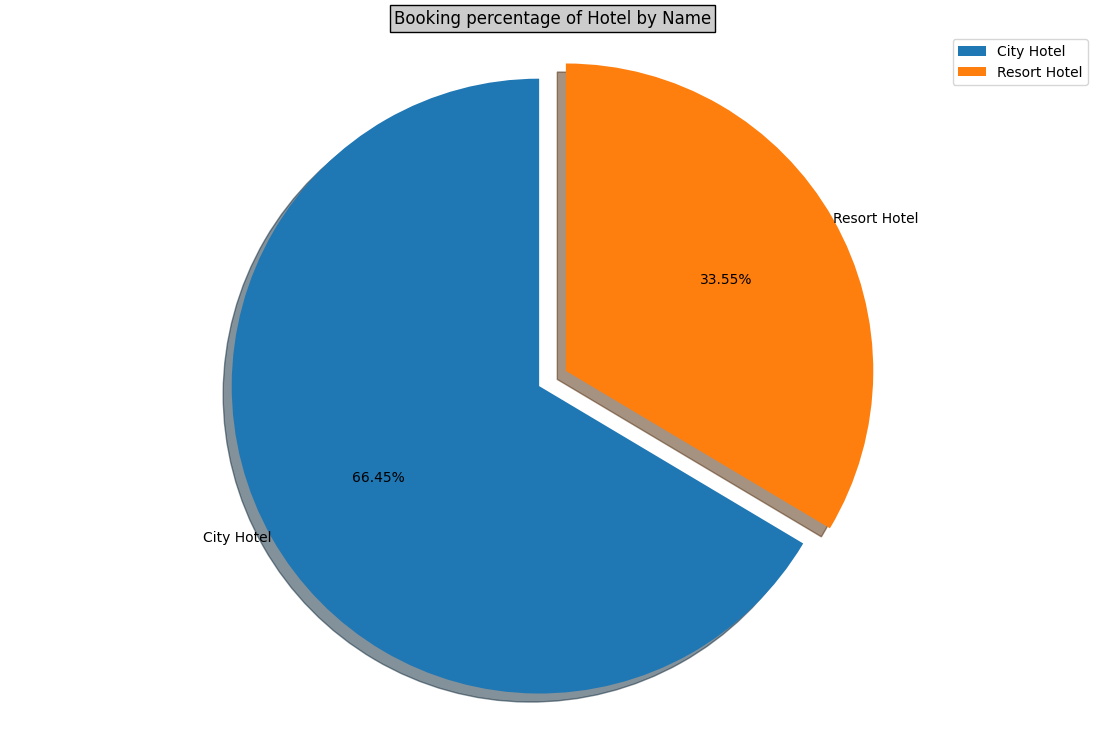 Booking percentage of Hotel by Name
City Hotel
Resort Hotel
Resort Hotel
33.55%
66.45%
City Hotel